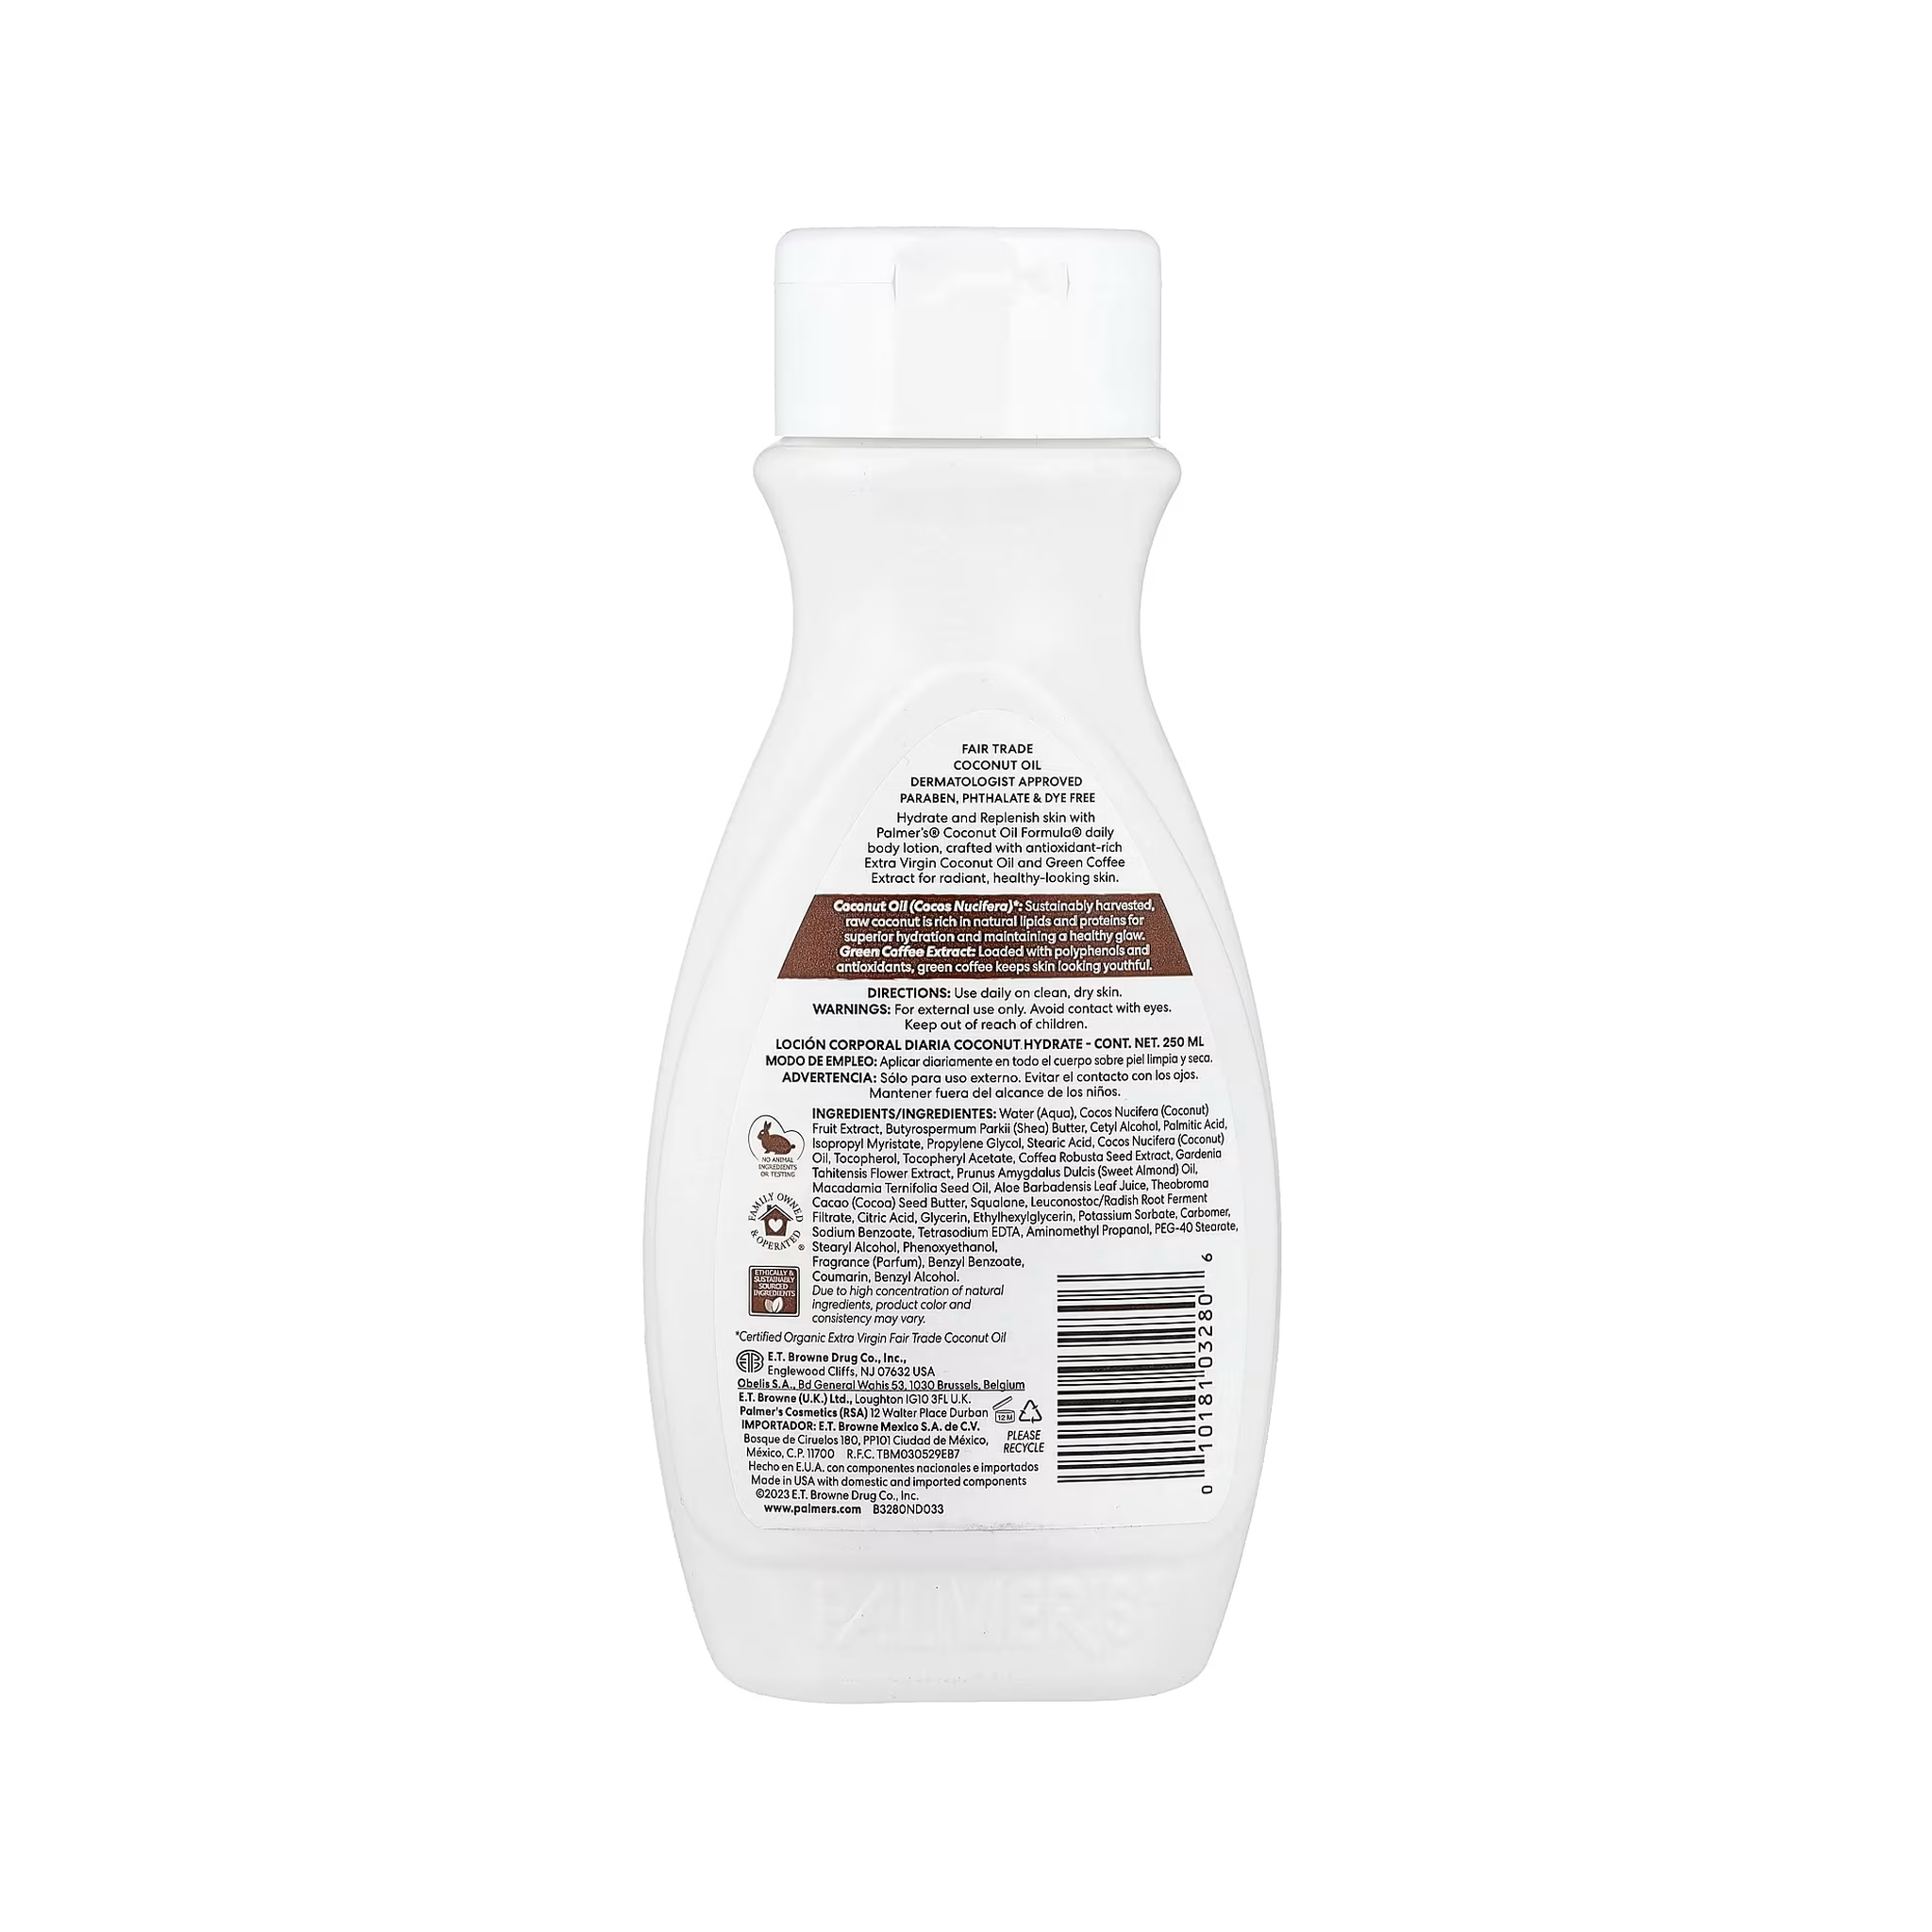 FAIR TRADE
COCONUT OIL
DERMATOLOGIST APPROVED
PARABEN, PHTHALATE & DYE FREE
Hydrate and Replenish skin with
Palmer's® Coconut Oil Formula® daily
body lotion, crafted with antioxidant-rich
Extra Virgin Coconut Oil and Green Coffee
Extract for radiant, healthy-looking skin.
Coconut Oil (Cocos Nucifera)*: Sustainably harvested,
raw coconut is rich in natural lipids and proteins for
superior hydration and maintaining a healthy glow.
Green Coffee Extract: Loaded with polyphenols and
antioxidants, green coffee keeps skin looking youthful.
DIRECTIONS: Use daily on clean, dry skin.
WARNINGS: For external use only. Avoid contact with eyes.
Keep out of reach of children.
LOCIÓN CORPORAL DIARIA COCONUT HYDRATE - CONT. NET. 250 ML
MODO DE EMPLEO: Aplicar diariamente en todo el cuerpo sobre piel limpia y seca.
ADVERTENCIA: Sólo para uso externo. Evitar el contacto con los ojos.
Mantener fuera del alcance de los niños.
INGREDIENTS/INGREDIENTES: Water (Aqua), Cocos Nucifera (Coconut)
Fruit Extract, Butyrospermum Parkii (Shea) Butter, Cetyl Alcohol, Palmitic Acid,
Isopropyl Myristate, Propylene Glycol, Stearic Acid, Cocos Nucifera (Coconut)
Oil, Tocopherol, Tocopheryl Acetate, Coffea Robusta Seed Extract, Gardenia
Tahitensis Flower Extract, Prunus Amygdalus Dulcis (Sweet Almond) Oil,
Macadamia Ternifolia Seed Oil, Aloe Barbadensis Leaf Juice, Theobroma
Cacao (Cocoa) Seed Butter, Squalane, Leuconostoc/Radish Root Ferment
Filtrate, Citric Acid, Glycerin, Ethylhexylglycerin, Potassium Sorbate, Carbomer,
Sodium Benzoate, Tetrasodium EDTA, Aminomethyl Propanol, PEG-40 Stearate,
Stearyl Alcohol, Phenoxyethanol,
Fragrance (Parfum), Benzyl Benzoate,
Coumarin, Benzyl Alcohol.
Due to high concentration of natural
ingredients, product color and
consistency may vary.
NO ANIMAL
INGREDIENTS
OR TESTING
FAMILY OWNED
& OPERATED ®
ETHICALLY &
SUSTAINABLY
SOURCED
INGREDIENTS
*Certified Organic Extra Virgin Fair Trade Coconut Oil
ETB
E.T. Browne Drug Co., Inc.,
Englewood Cliffs, NJ 07632 USA
Obelis S.A., Bd General Wahis 53, 1030 Brussels, Belgium
E.T. Browne (U.K.) Ltd., Loughton IG10 3FL U.K.
Palmer's Cosmetics (RSA) 12 Walter Place Durban
IMPORTADOR: E.T. Browne Mexico S.A. de C.V.
Bosque de Ciruelos 180, PP101 Ciudad de México,
México, C.P. 11700 R.F.C. TBM030529EB7
Hecho en E.U.A. con componentes nacionales e importados
Made in USA with domestic and imported components
©2023 E.T. Browne Drug Co., Inc.
www.palmers.com B3280ND033
12 M
PLEASE
RECYCLE
0 10181 03280 6
PALMER'S